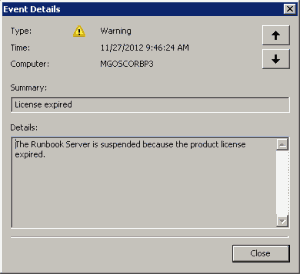 Event Details
Type: Warning
Time: 11/27/2012 9:46:24 AM
Computer: MGOSCORBP3
Summary:
License expired
Details:
The Runbook Server is suspended because the product license
expired.
Close